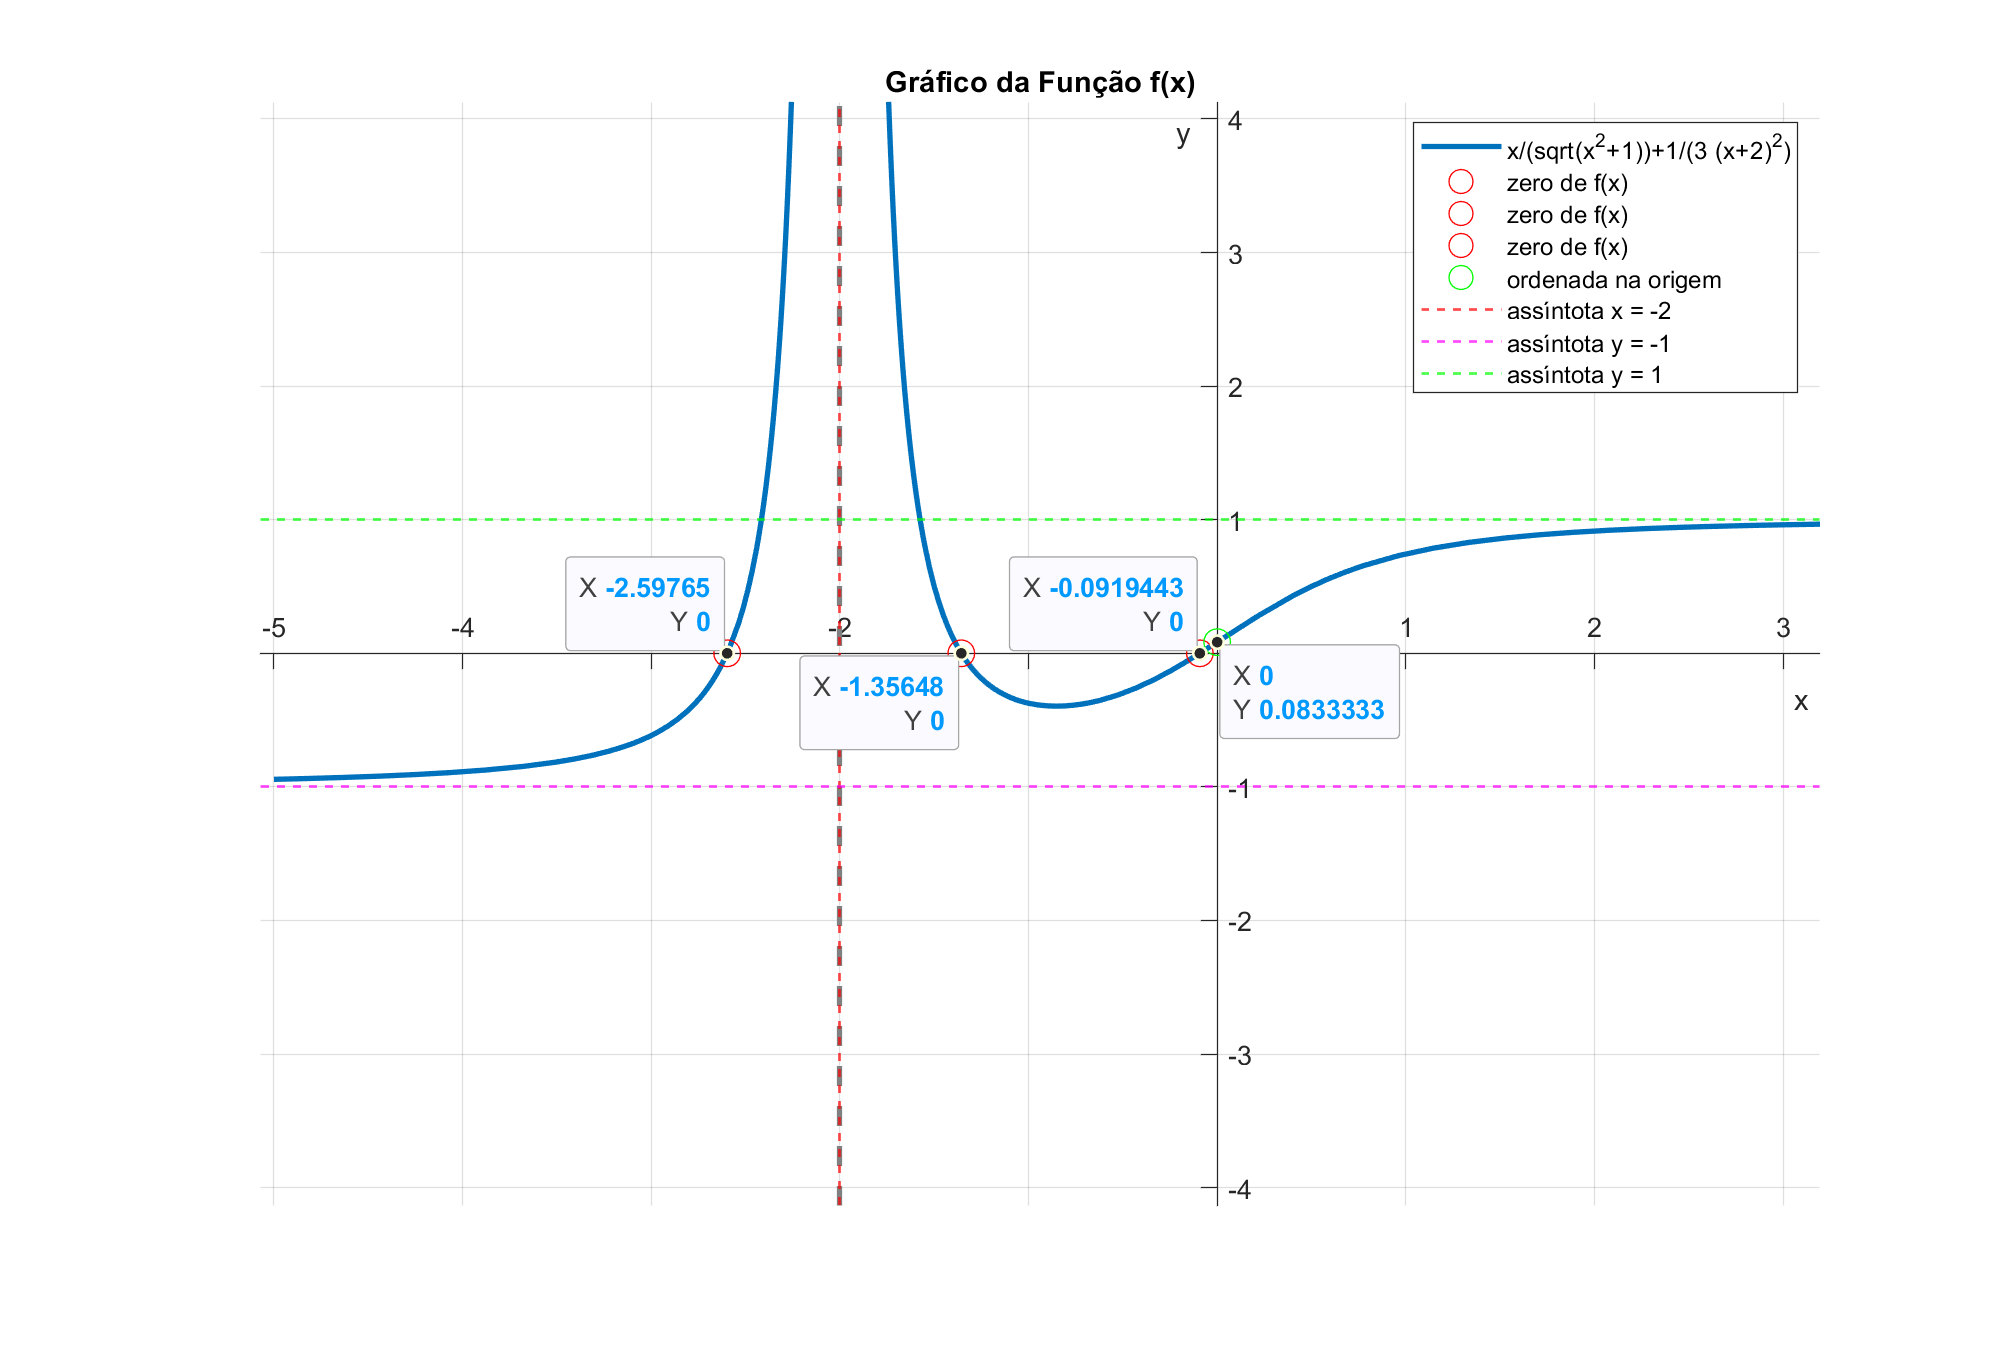 Gráfico da Função f(x)
y
4
3
2
1
-1
-2
-3
-4
-5
-4
-2
1
2
3
x
x/(sqrt(x²+1))+1/(3 (x+2)²)
zero de f(x)
zero de f(x)
zero de f(x)
ordenada na origem
assíntota x = -2
assíntota y = -1
assíntota y = 1
X -2.59765
Y 0
X -1.35648
Y 0
X -0.0919443
Y 0
X 0
Y 0.0833333